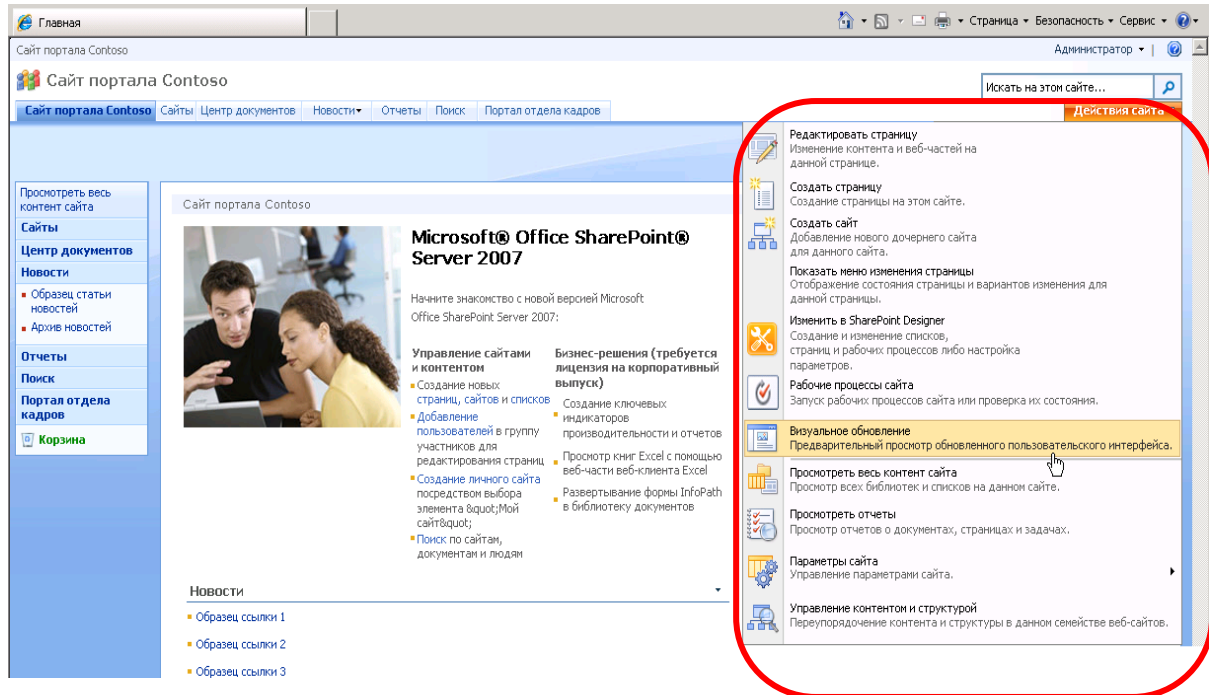 Главная
Страница
Безопасность
Сервис
Сайт портала Contoso
Администратор
Сайт портала Contoso
Искать на этом сайте...
Сайт портала Contoso Сайты Центр документов Новости Отчеты Поиск Портал отдела кадров
Действия сайта
Просмотреть весь
контент сайта
Сайты
Центр документов
Новости
Образец статьи
новостей
Архив новостей
Отчеты
Поиск
Портал отдела
кадров
Корзина
Сайт портала Contoso
Microsoft® Office SharePoint®
Server 2007
Начните знакомство с новой версией Microsoft
Office SharePoint Server 2007:
Управление сайтами
и контентом
Создание новых
страниц, сайтов и списков
Добавление
пользователей в группу
участников для
редактирования страниц
Создание личного сайта
посредством выбора
элемента &quot;Мой
сайт&quot;
Поиск по сайтам,
документам и людям
Бизнес-решения (требуется
лицензия на корпоративный
выпуск)
Создание ключевых
индикаторов
производительности и отчетов
Просмотр книг Excel с помощью
веб-части веб-клиента Excel
Развертывание формы InfoPath
в библиотеку документов
Новости
Образец ссылки 1
Образец ссылки 2
Образец ссылки 3
Редактировать страницу
Изменение контента и веб-частей на
данной странице.
Создать страницу
Создание страницы на этом сайте.
Создать сайт
Добавление нового дочернего сайта
для данного сайта.
Показать меню изменения страницы
Отображение состояния страницы и вариантов изменения для
данной страницы.
Изменить в SharePoint Designer
Создание и изменение списков,
страниц и рабочих процессов либо настройка
параметров.
Рабочие процессы сайта
Запуск рабочих процессов сайта или проверка их состояния.
Визуальное обновление
Предварительный просмотр обновленного пользовательского интерфейса.
Просмотреть весь контент сайта
Просмотр всех библиотек и списков на данном сайте.
Просмотреть отчеты
Просмотр отчетов о документах, страницах и задачах.
Параметры сайта
Управление параметрами сайта.
Управление контентом и структурой
Переупорядочение контента и структуры в данном семействе веб-сайтов.